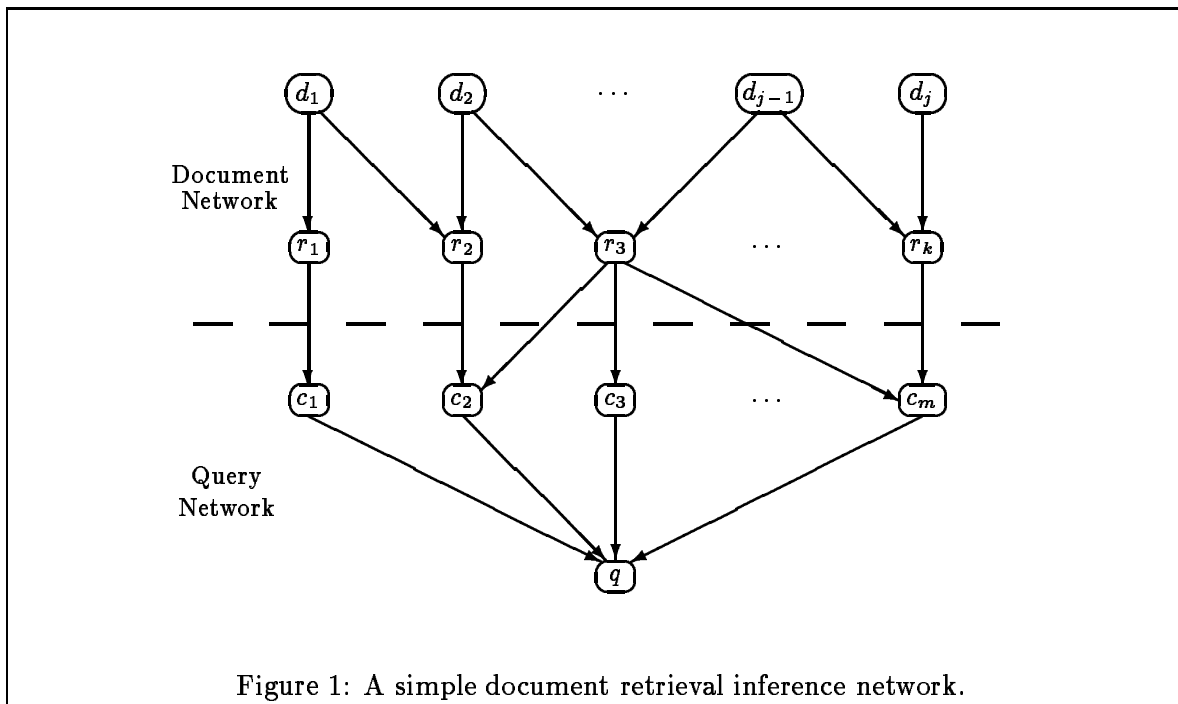 d₁ d₂ ··· dⱼ₋₁ dⱼ
Document
Network
r₁ r₂ r₃ ··· rₖ
c₁ c₂ c₃ ··· cₘ
Query
Network
q
Figure 1: A simple document retrieval inference network.